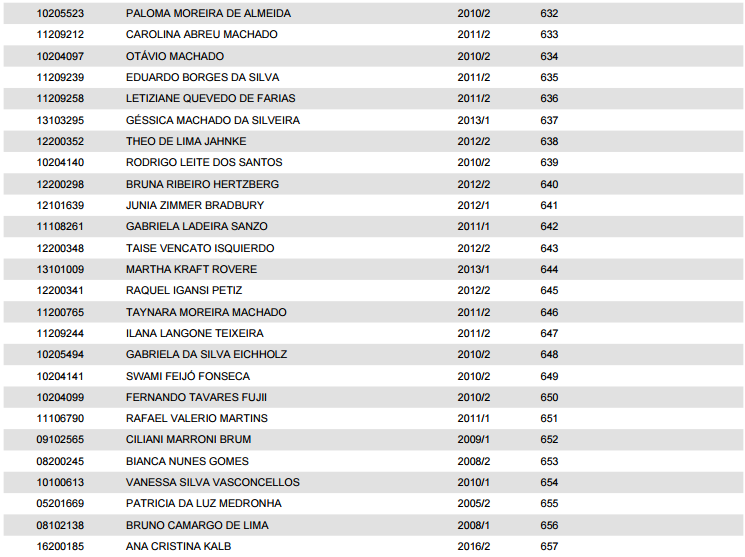 10205523 PALOMA MOREIRA DE ALMEIDA 2010/2 632
11209212 CAROLINA ABREU MACHADO 2011/2 633
10204097 OTÁVIO MACHADO 2010/2 634
11209239 EDUARDO BORGES DA SILVA 2011/2 635
11209258 LETIZIANE QUEVEDO DE FARIAS 2011/2 636
13103295 GÉSSICA MACHADO DA SILVEIRA 2013/1 637
12200352 THEO DE LIMA JAHNKE 2012/2 638
10204140 RODRIGO LEITE DOS SANTOS 2010/2 639
12200298 BRUNA RIBEIRO HERTZBERG 2012/2 640
12101639 JUNIA ZIMMER BRADBURY 2012/1 641
11108261 GABRIELA LADEIRA SANZO 2011/1 642
12200348 TAISE VENCATO ISQUIERDO 2012/2 643
13101009 MARTHA KRAFT ROVERE 2013/1 644
12200341 RAQUEL IGANSI PETIZ 2012/2 645
11200765 TAYNARA MOREIRA MACHADO 2011/2 646
11209244 ILANA LANGONE TEIXEIRA 2011/2 647
10205494 GABRIELA DA SILVA EICHHOLZ 2010/2 648
10204141 SWAMI FEIJÓ FONSECA 2010/2 649
10204099 FERNANDO TAVARES FUJII 2010/2 650
11106790 RAFAEL VALERIO MARTINS 2011/1 651
09102565 CILIANI MARRONI BRUM 2009/1 652
08200245 BIANCA NUNES GOMES 2008/2 653
10100613 VANESSA SILVA VASCONCELLOS 2010/1 654
05201669 PATRICIA DA LUZ MEDRONHA 2005/2 655
08102138 BRUNO CAMARGO DE LIMA 2008/1 656
16200185 ANA CRISTINA KALB 2016/2 657